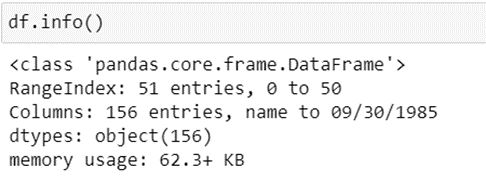 df.info()
<class 'pandas.core.frame.DataFrame'>
RangeIndex: 51 entries, 0 to 50
Columns: 156 entries, name to 09/30/1985
dtypes: object(156)
memory usage: 62.3+ KB